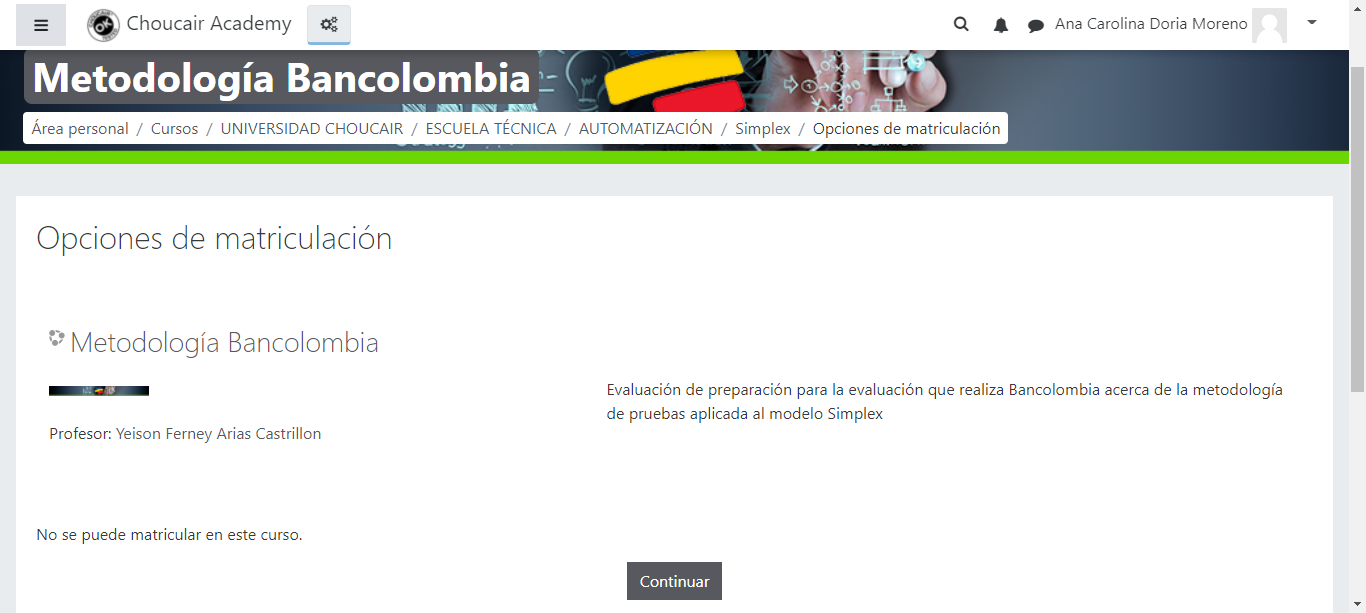 Choucair Academy
Ana Carolina Doria Moreno
Metodología Bancolombia
Área personal / Cursos / UNIVERSIDAD CHOUCAIR / ESCUELA TÉCNICA / AUTOMATIZACIÓN / Simplex / Opciones de matriculación
Opciones de matriculación
Metodología Bancolombia
Evaluación de preparación para la evaluación que realiza Bancolombia acerca de la metodología
de pruebas aplicada al modelo Simplex
Profesor: Yeison Ferney Arias Castrillon
No se puede matricular en este curso.
Continuar